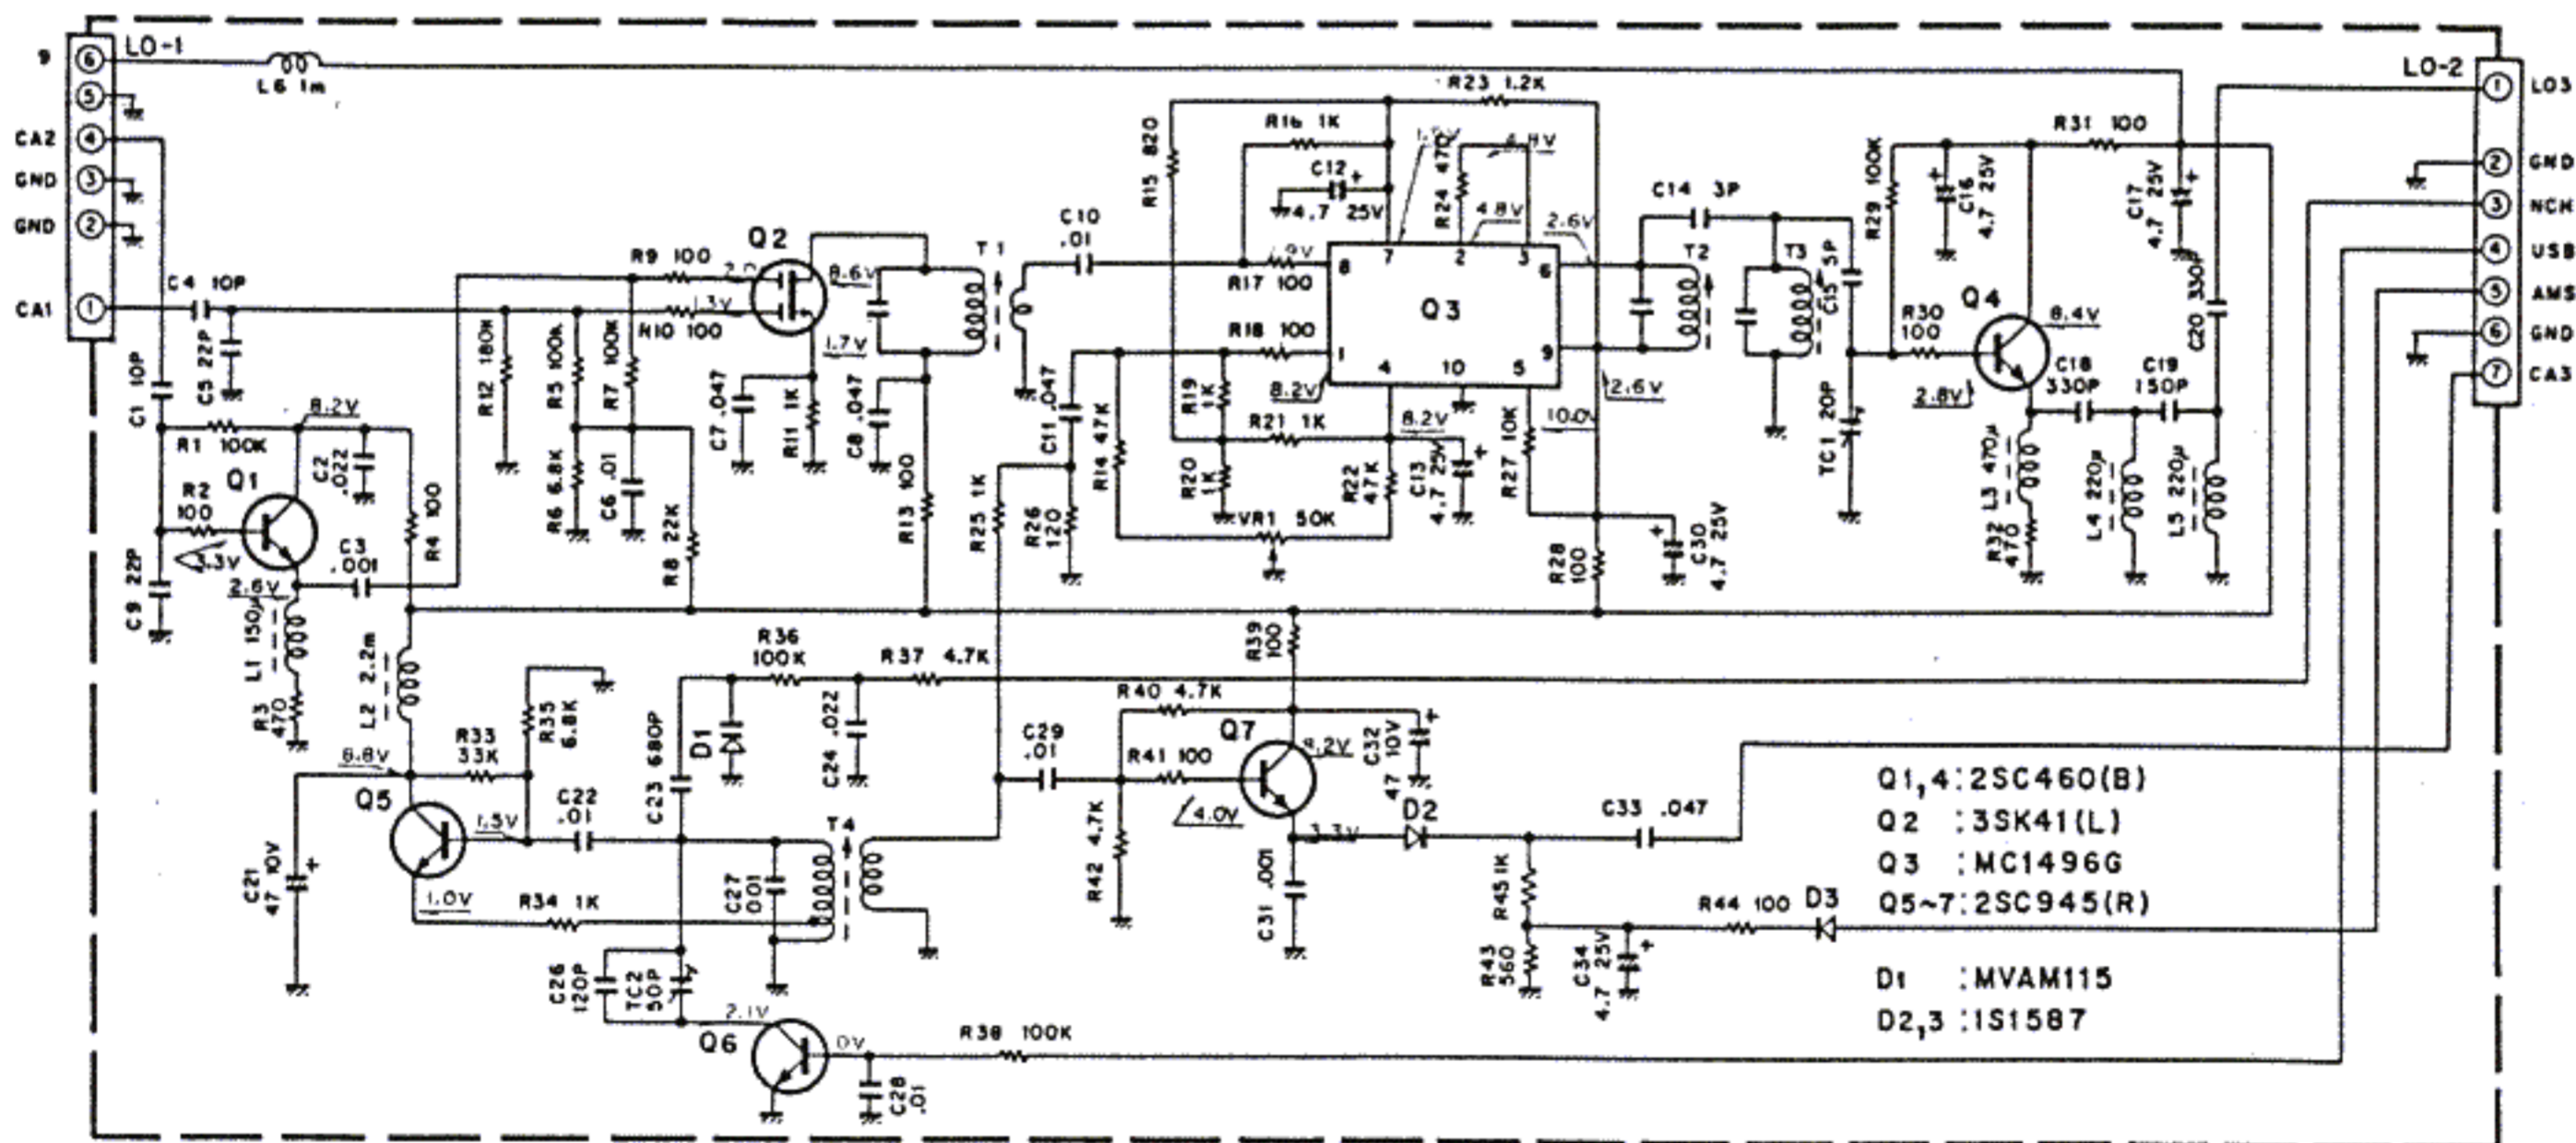 LO-1
9
6
5
CA2
4
GND
3
GND
2
CA1
1
L6 1m
C4 10P
C1 10P
C5 22P
R1 100K
8.2V
Q1
R2
100
C2
.022
3.3V
C3
.001
2.6V
C9 22P
L1 150μ
R3
470
R4 100
L2 2.2m
R12 180K
R5 100K
R7 100K
R6 6.8K
C6 .01
R8 22K
R9 100
R10 100
1.3V
Q2
8.6V
1.7V
C7 .047
R11 1K
C8 .047
R13 100
T1
C10
.01
R15 820
R16 1K
C12
4.7 25V
R17 100
R18 100
C11 .047
R14 47K
R19
1K
R20
1K
R21 1K
VR1 50K
R22
47K
C13
4.7 25V
8.2V
8.2V
R25 1K
R26
120
R23 1.2K
R24 470
4.8V
4.8V
2.6V
Q3
8
7
2
3
6
1
4
10
5
9
R27 10K
10.0V
2.6V
R28
100
C30
4.7 25V
C14 3P
T2
T3
C15 5P
TC1 20P
R29 100K
R30
100
2.8V
Q4
8.4V
C16
4.7 25V
R31 100
C17
4.7 25V
C18
330P
C19
150P
C20 330P
L3 470μ
R32
470
L4 220μ
L5 220μ
LO-2
1
LO3
2
GND
3
NCH
4
USB
5
AMS
6
GND
7
CA3
R33
33K
R35
6.8K
Q5
1.5V
C22
.01
1.0V
R34 1K
C21
47 10V
R36
100K
R37 4.7K
C23 680P
D1
C24 .022
T4
C27
.001
C26
120P
TC2
50P
2.1V
Q6
0V
C28
.01
R38 100K
C29
.01
R39
100
R40 4.7K
R41 100
R42 4.7K
Q7
8.2V
C32
47 10V
4.0V
3.3V
D2
C31 .001
C33 .047
R45 1K
R43
560
C34
4.7 25V
R44 100
D3
Q1,4:2SC460(B)
Q2 :3SK41(L)
Q3 :MC1496G
Q5~7:2SC945(R)
D1 :MVAM115
D2,3:1S1587